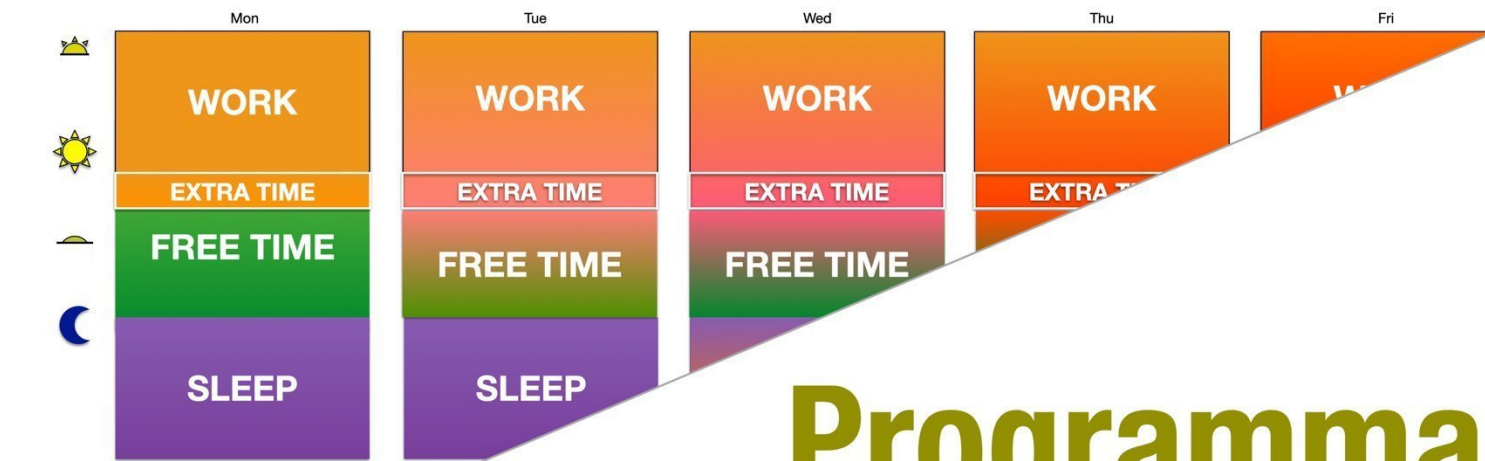 Mon Tue Wed Thu Fri
WORK WORK WORK WORK
EXTRA TIME EXTRA TIME EXTRA TIME EXTRA
FREE TIME FREE TIME FREE TIME
SLEEP SLEEP
Programma